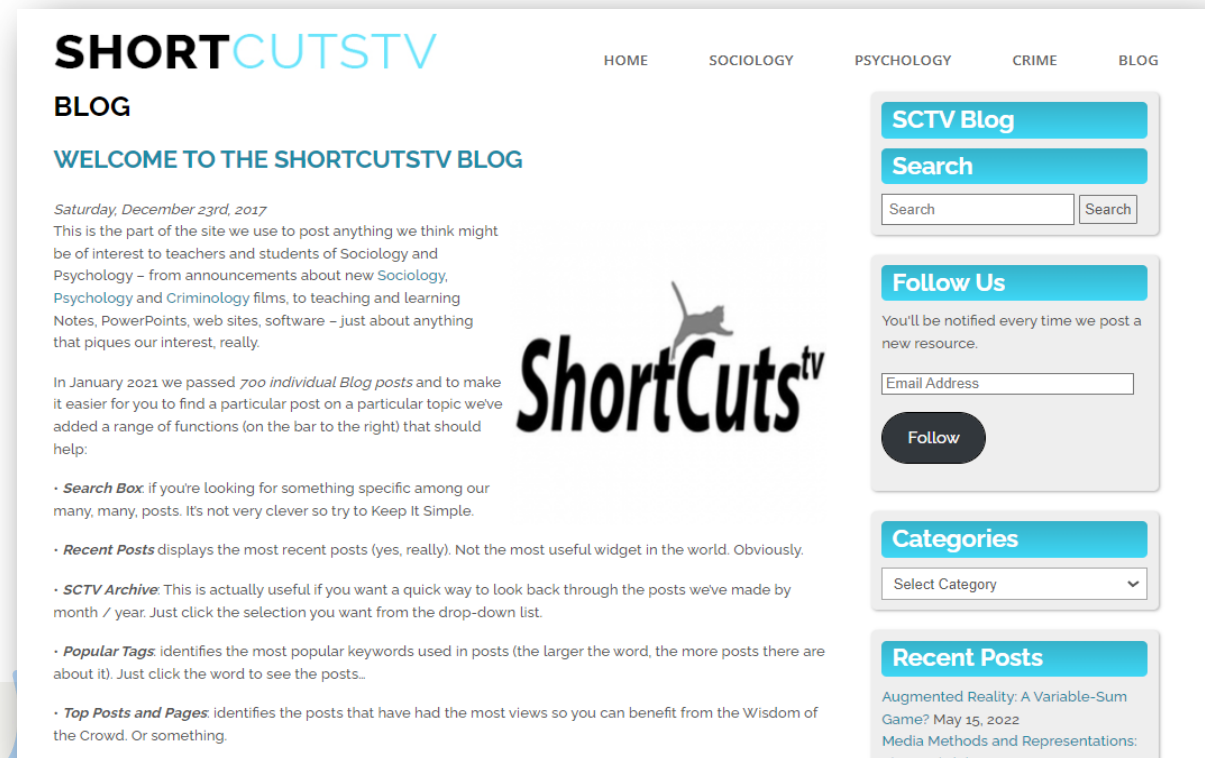 SHORTCUTSTV
HOME SOCIOLOGY PSYCHOLOGY CRIME BLOG
BLOG
WELCOME TO THE SHORTCUTSTV BLOG
Saturday, December 23rd, 2017
This is the part of the site we use to post anything we think might
be of interest to teachers and students of Sociology and
Psychology – from announcements about new Sociology,
Psychology and Criminology films, to teaching and learning
Notes, PowerPoints, web sites, software – just about anything
that piques our interest, really.
ShortCuts tv
In January 2021 we passed 700 individual Blog posts and to make
it easier for you to find a particular post on a particular topic we've
added a range of functions (on the bar to the right) that should
help:
• Search Box: if you're looking for something specific among our
many, many, posts. It's not very clever so try to Keep It Simple.
• Recent Posts displays the most recent posts (yes, really). Not the most useful widget in the world. Obviously.
• SCTV Archive: This is actually useful if you want a quick way to look back through the posts we've made by
month / year. Just click the selection you want from the drop-down list.
• Popular Tags: identifies the most popular keywords used in posts (the larger the word, the more posts there are
about it). Just click the word to see the posts…
• Top Posts and Pages: identifies the posts that have had the most views so you can benefit from the Wisdom of
the Crowd. Or something.
SCTV Blog
Search
Search Search
Follow Us
You'll be notified every time we post a
new resource.
Email Address
Follow
Categories
Select Category
Recent Posts
Augmented Reality: A Variable-Sum
Game? May 15, 2022
Media Methods and Representations: